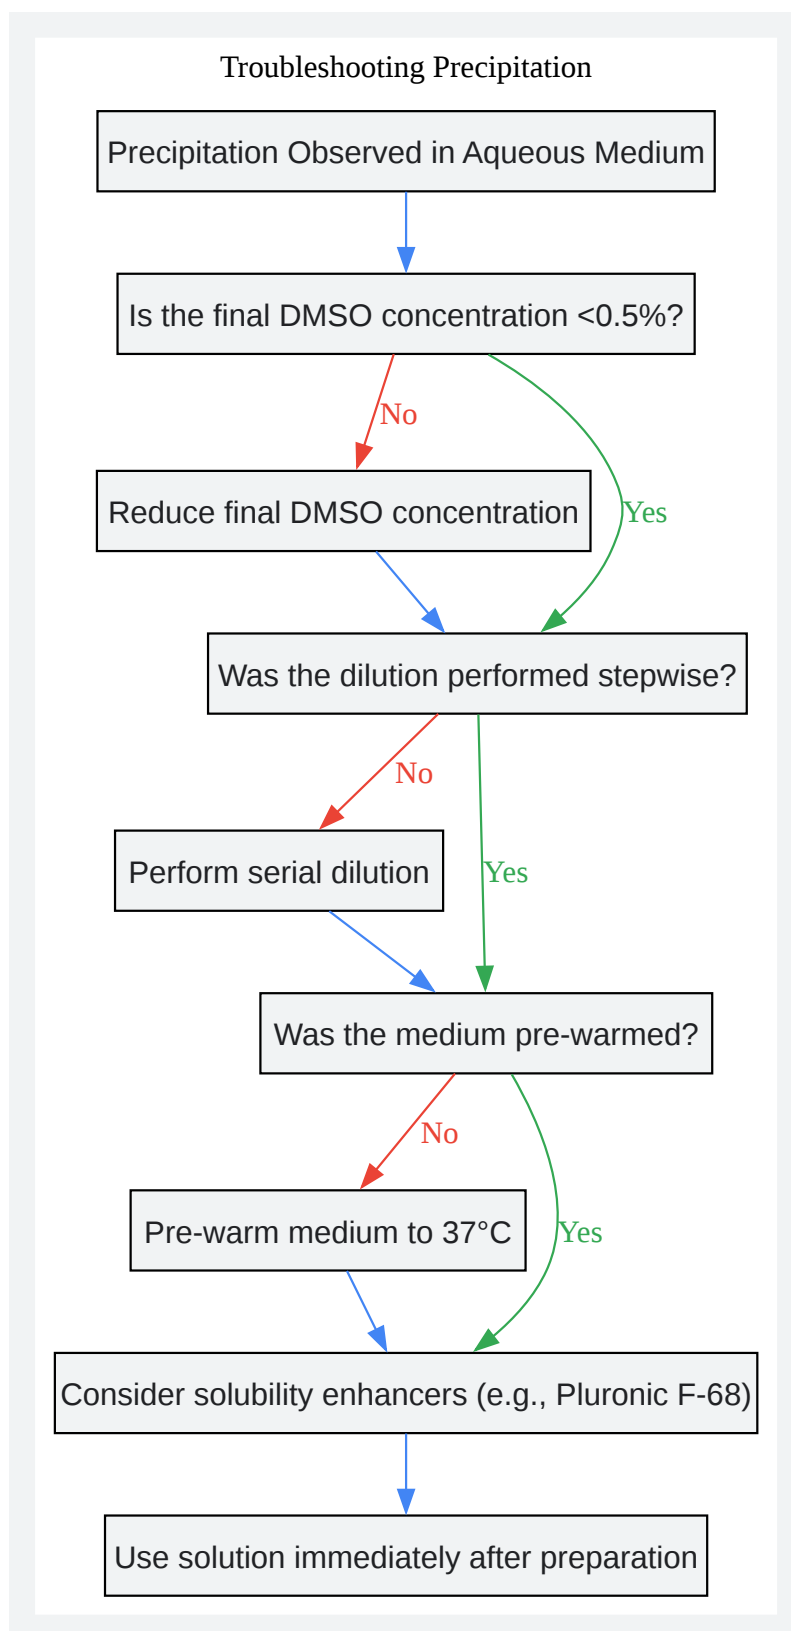 Troubleshooting Precipitation
Precipitation Observed in Aqueous Medium
Is the final DMSO concentration <0.5%?
No
Reduce final DMSO concentration
Yes
Was the dilution performed stepwise?
No
Perform serial dilution
Yes
Was the medium pre-warmed?
No
Pre-warm medium to 37°C
Yes
Consider solubility enhancers (e.g., Pluronic F-68)
Use solution immediately after preparation